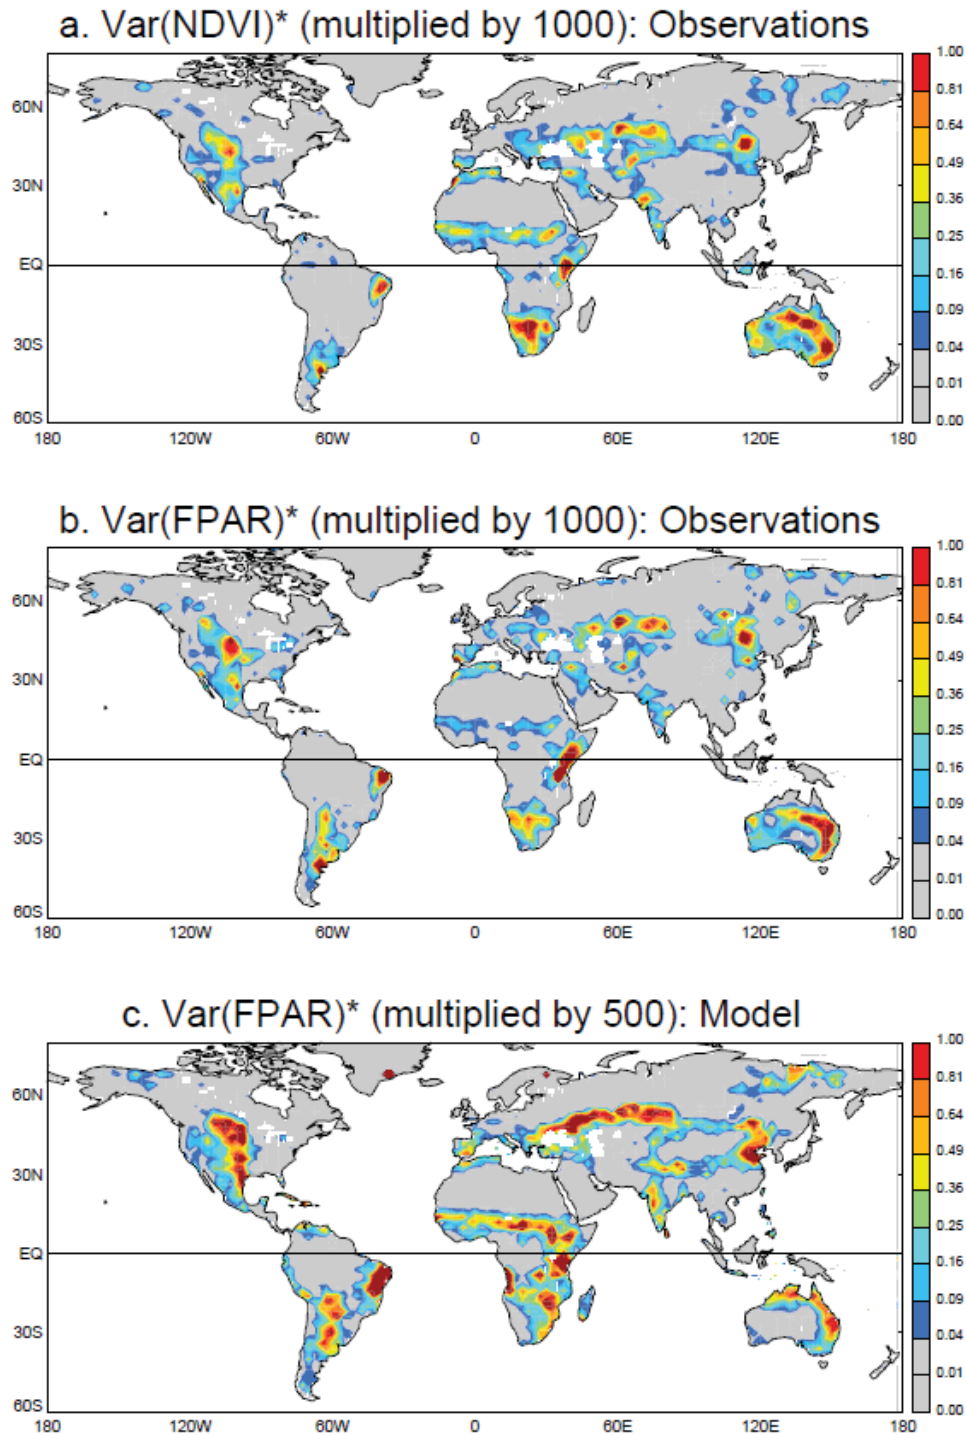 a. Var(NDVI)* (multiplied by 1000): Observations
1.00
0.81
0.64
0.49
0.36
0.25
0.16
0.09
0.04
0.01
0.00
60N
30N
EQ
30S
60S
180 120W 60W 0 60E 120E 180
b. Var(FPAR)* (multiplied by 1000): Observations
1.00
0.81
0.64
0.49
0.36
0.25
0.16
0.09
0.04
0.01
0.00
60N
30N
EQ
30S
60S
180 120W 60W 0 60E 120E 180
c. Var(FPAR)* (multiplied by 500): Model
1.00
0.81
0.64
0.49
0.36
0.25
0.16
0.09
0.04
0.01
0.00
60N
30N
EQ
30S
60S
180 120W 60W 0 60E 120E 180